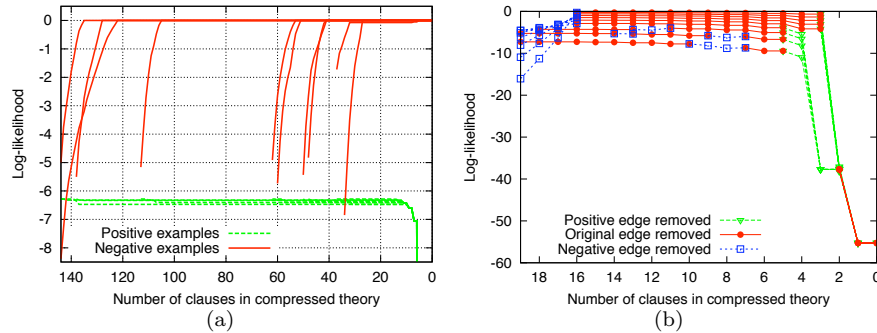 0
-1
-2
-3
-4
-5
-6
-7
-8
Log-likelihood
140 120 100 80 60 40 20 0
Number of clauses in compressed theory
Positive examples
Negative examples
(a)
0
-10
-20
-30
-40
-50
-60
Log-likelihood
18 16 14 12 10 8 6 4 2 0
Number of clauses in compressed theory
Positive edge removed
Original edge removed
Negative edge removed
(b)